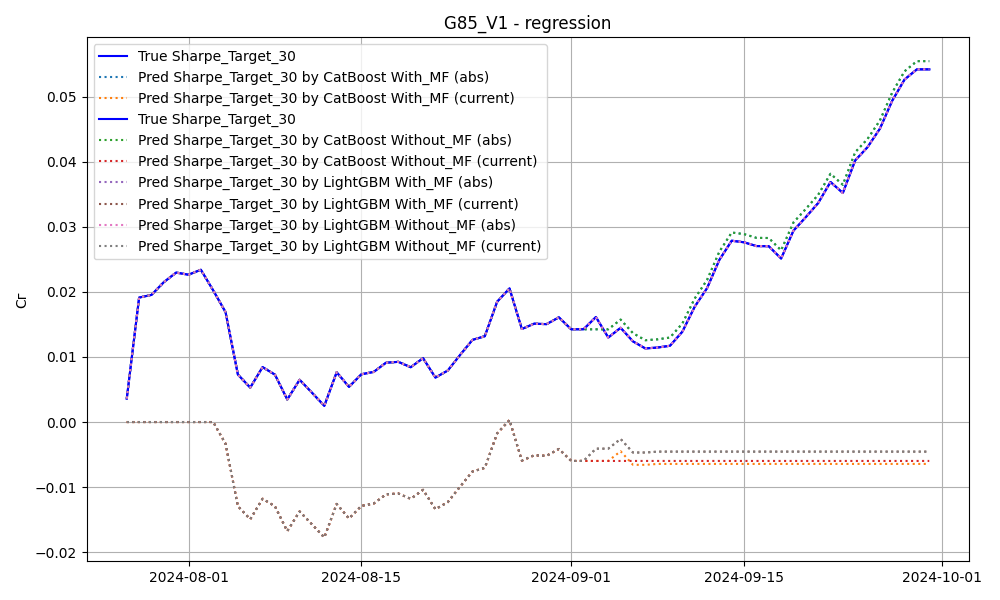 G85_V1 - regression
True Sharpe_Target_30
Pred Sharpe_Target_30 by CatBoost With_MF (abs)
Pred Sharpe_Target_30 by CatBoost With_MF (current)
True Sharpe_Target_30
Pred Sharpe_Target_30 by CatBoost Without_MF (abs)
Pred Sharpe_Target_30 by CatBoost Without_MF (current)
Pred Sharpe_Target_30 by LightGBM With_MF (abs)
Pred Sharpe_Target_30 by LightGBM With_MF (current)
Pred Sharpe_Target_30 by LightGBM Without_MF (abs)
Pred Sharpe_Target_30 by LightGBM Without_MF (current)
Cr
0.05
0.04
0.03
0.02
0.01
0.00
−0.01
−0.02
2024-08-01
2024-08-15
2024-09-01
2024-09-15
2024-10-01